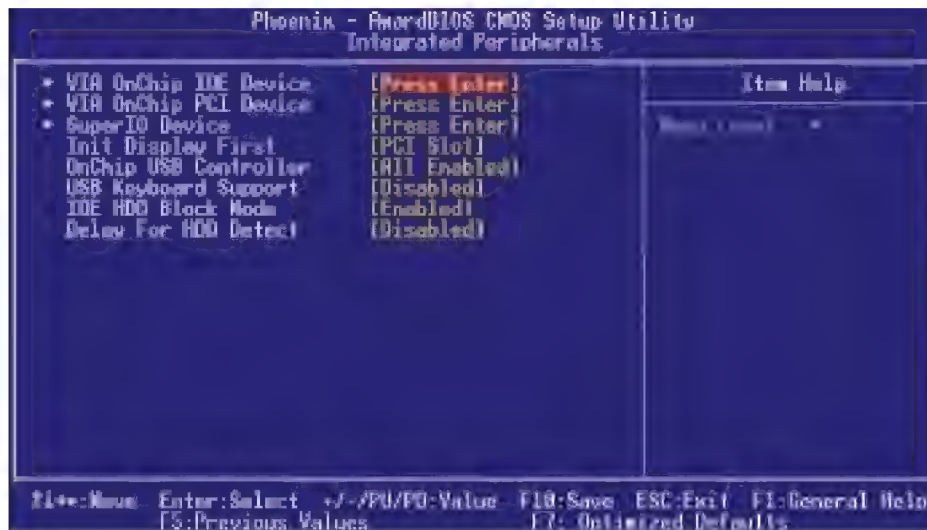 Phoenix - AwardBIOS CMOS Setup Utility
Integrated Peripherals
VIA OnChip IDE Device [Press Enter]
VIA OnChip PCI Device [Press Enter]
SuperIO Device [Press Enter]
Init Display First [PCI Slot]
OnChip USB Controller [All Enabled]
USB Keyboard Support [Disabled]
IDE HDD Block Mode [Enabled]
Delay For HDD Detect [Disabled]
Item Help
Menu Level
:Move Enter:Select +/-/PU/PD:Value F10:Save ESC:Exit F1:General Help
F5:Previous Values F7: Optimized Defaults